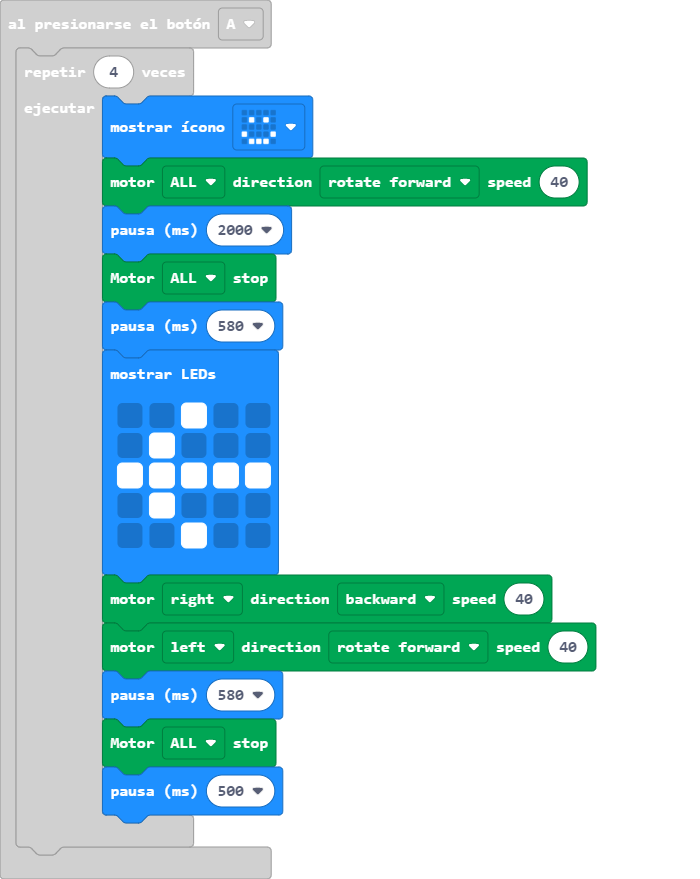 al presionarse el botón A
repetir 4 veces
ejecutar
mostrar ícono
motor ALL direction rotate forward speed 40
pausa (ms) 2000
Motor ALL stop
pausa (ms) 580
mostrar LEDs
motor right direction backward speed 40
motor left direction rotate forward speed 40
pausa (ms) 580
Motor ALL stop
pausa (ms) 500